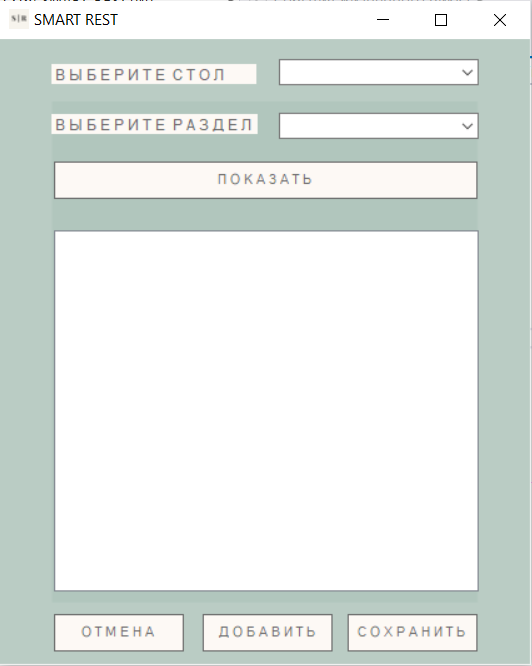 S|R SMART REST
ВЫБЕРИТЕ СТОЛ
ВЫБЕРИТЕ РАЗДЕЛ
ПОКАЗАТЬ
ОТМЕНА ДОБАВИТЬ СОХРАНИТЬ